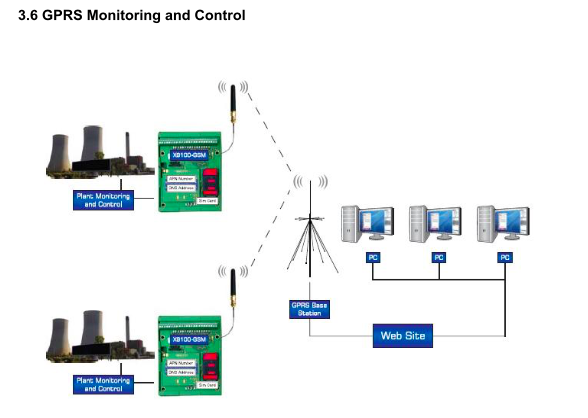 3.6 GPRS Monitoring and Control
XB100-GSM
APN Number
DNS Address
Sim Card
Plant Monitoring
and Control
PC
PC
PC
GPRS Base
Station
Web Site
XB100-GSM
APN Number
DNS Address
Sim Card
Plant Monitoring
and Control